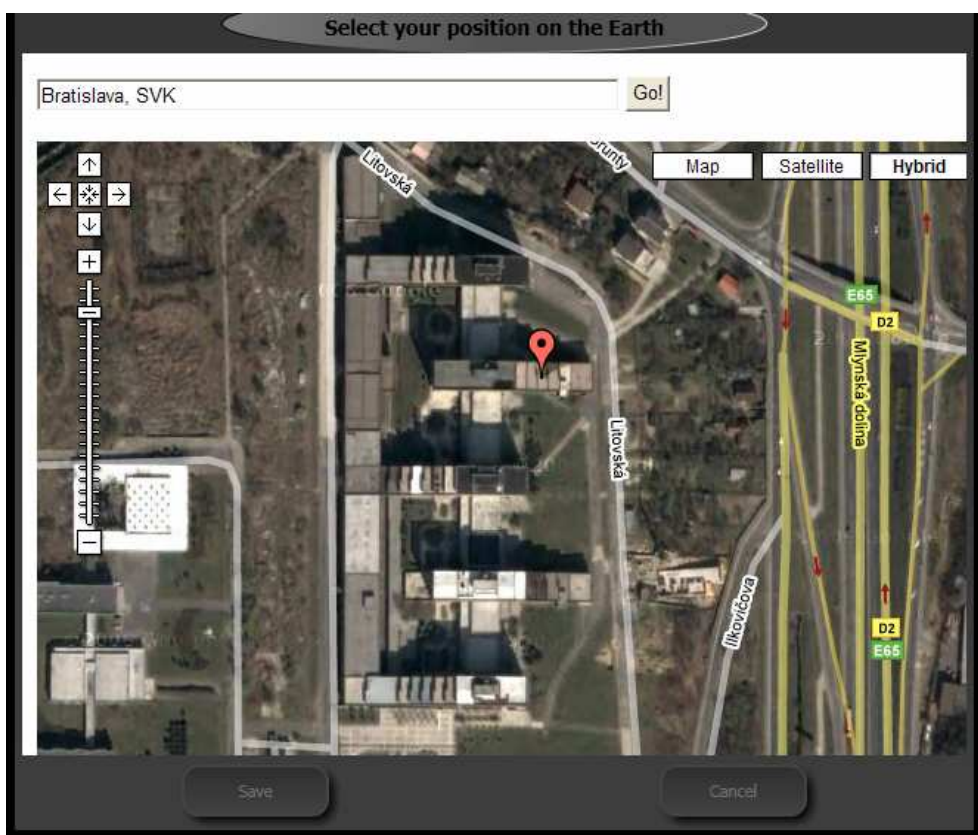 Select your position on the Earth
Bratislava, SVK
Go!
Map
Satellite
Hybrid
Litovská
E65
D2
Mlynská dolina
Litovská
Ilkovičova
D2
E65
Save
Cancel